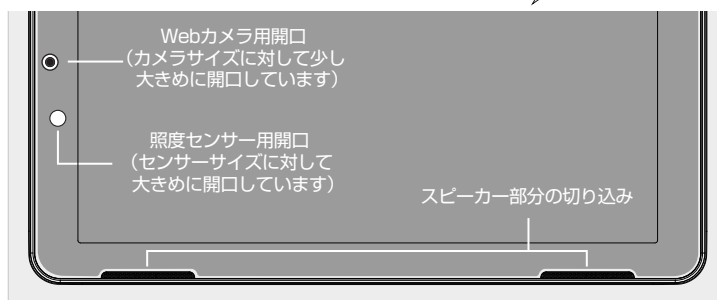 Webカメラ用開口
（カメラサイズに対して少し
大きめに開口しています）
照度センサー用開口
（センサーサイズに対して
大きめに開口しています）
スピーカー部分の切り込み